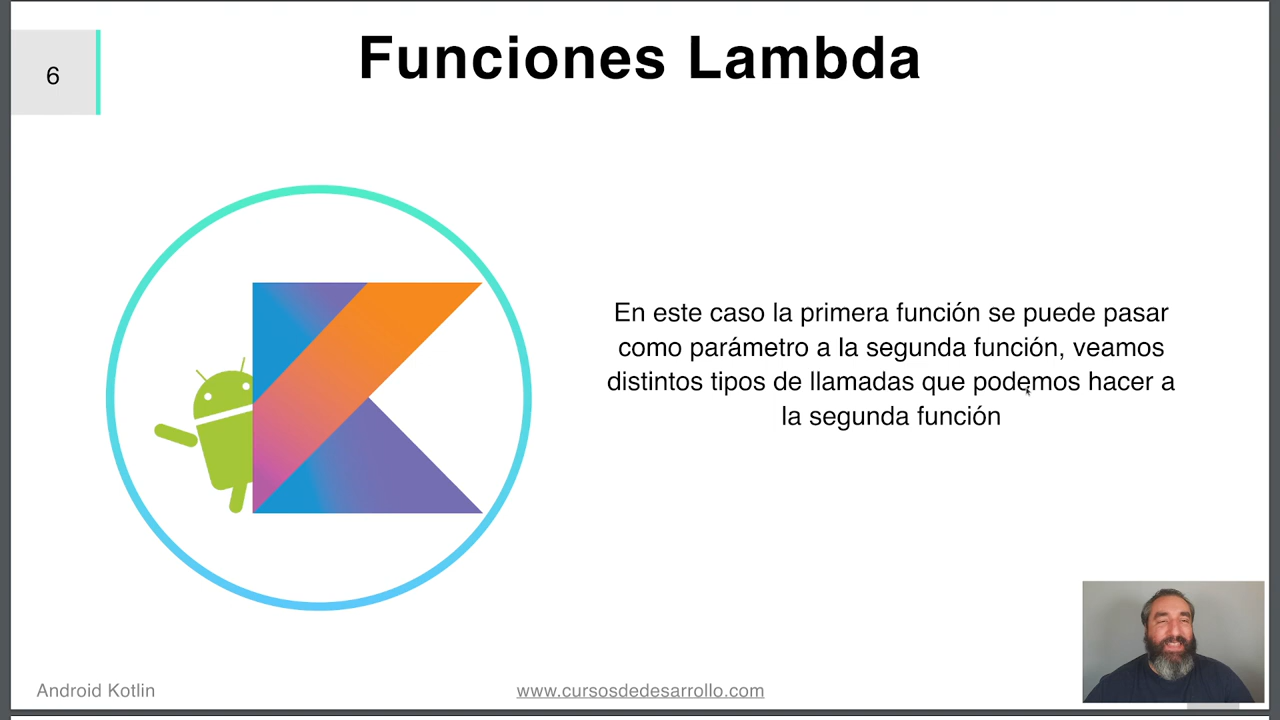 6
Funciones Lambda
En este caso la primera función se puede pasar
como parámetro a la segunda función, veamos
distintos tipos de llamadas que podemos hacer a
la segunda función
Android Kotlin
www.cursosdedesarrollo.com